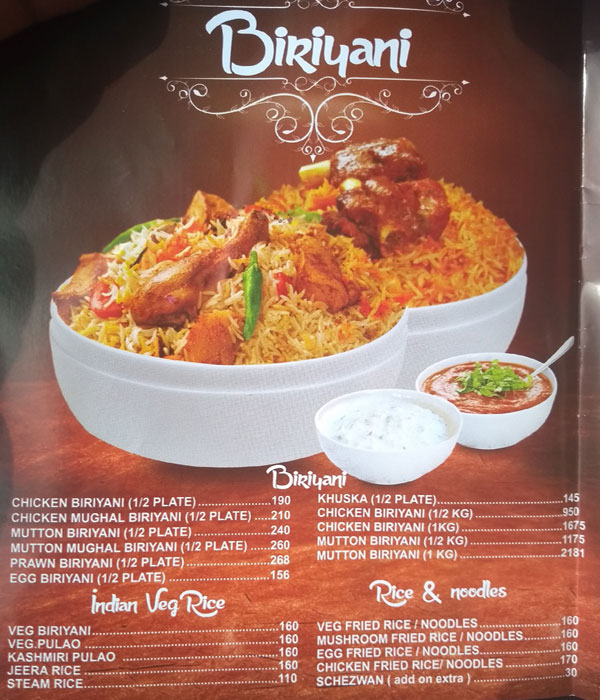 Biriyani
Biriyani
CHICKEN BIRIYANI (1/2 PLATE) ..................... 190
CHICKEN MUGHAL BIRIYANI (1/2 PLATE) ..... 210
MUTTON BIRIYANI (1/2 PLATE) ...................... 240
MUTTON MUGHAL BIRIYANI (1/2 PLATE) ...... 260
PRAWN BIRIYANI (1/2 PLATE) ........................ 268
EGG BIRIYANI (1/2 PLATE) ............................. 156
KHUSKA (1/2 PLATE) ................................ 145
CHICKEN BIRIYANI (1/2 KG) ...................... 950
CHICKEN BIRIYANI (1KG) ......................... 1675
MUTTON BIRIYANI (1/2 KG) ...................... 1175
MUTTON BIRIYANI (1 KG) ......................... 2181
Indian Veg Rice
VEG BIRIYANI ............................................... 160
VEG.PULAO ................................................. 160
KASHMIRI PULAO ....................................... 160
JEERA RICE ................................................. 160
STEAM RICE ................................................ 110
Rice & noodles
VEG FRIED RICE / NOODLES ..................... 160
MUSHROOM FRIED RICE / NOODLES ........ 160
EGG FRIED RICE / NOODLES .................... 160
CHICKEN FRIED RICE/ NOODLES .............. 170
SCHEZWAN ( add on extra ) ....................... 30